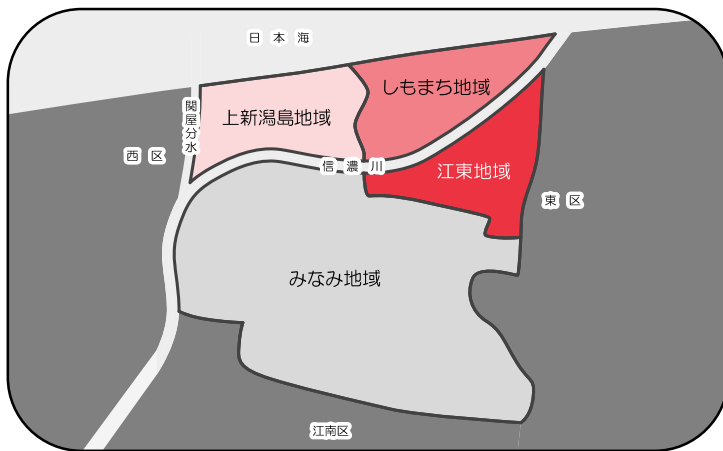 日本海
しもまち地域
上新潟島地域
関屋分水
西区
信濃川
江東地域
東区
みなみ地域
江南区